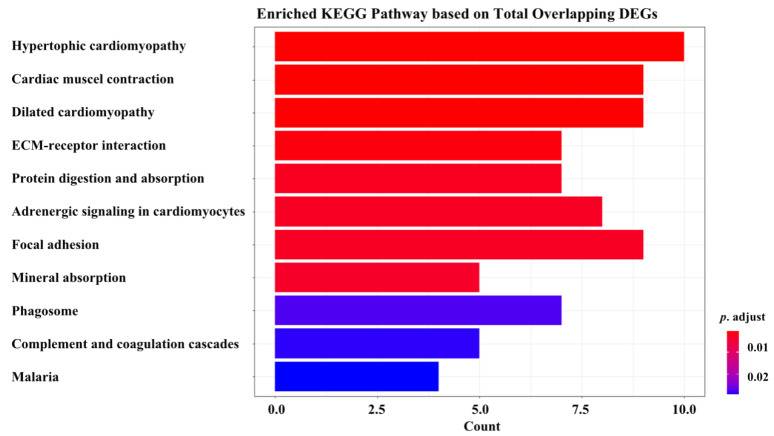 Enriched KEGG Pathway based on Total Overlapping DEGs
Hypertophic cardiomyopathy
Cardiac muscel contraction
Dilated cardiomyopathy
ECM-receptor interaction
Protein digestion and absorption
Adrenergic signaling in cardiomyocytes
Focal adhesion
Mineral absorption
Phagosome
Complement and coagulation cascades
Malaria
p. adjust
0.01
0.02
0.0 2.5 5.0 7.5 10.0
Count